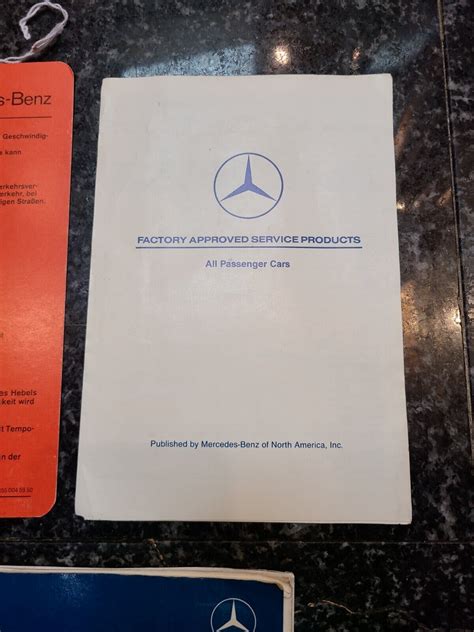 s-Benz
Geschwindig-
kann
erkehrsver-
erkehr, bei
igen Straßen.
es Hebels
keit wird
t Tempo-
n der
FACTORY APPROVED SERVICE PRODUCTS
All Passenger Cars
Published by Mercedes-Benz of North America, Inc.